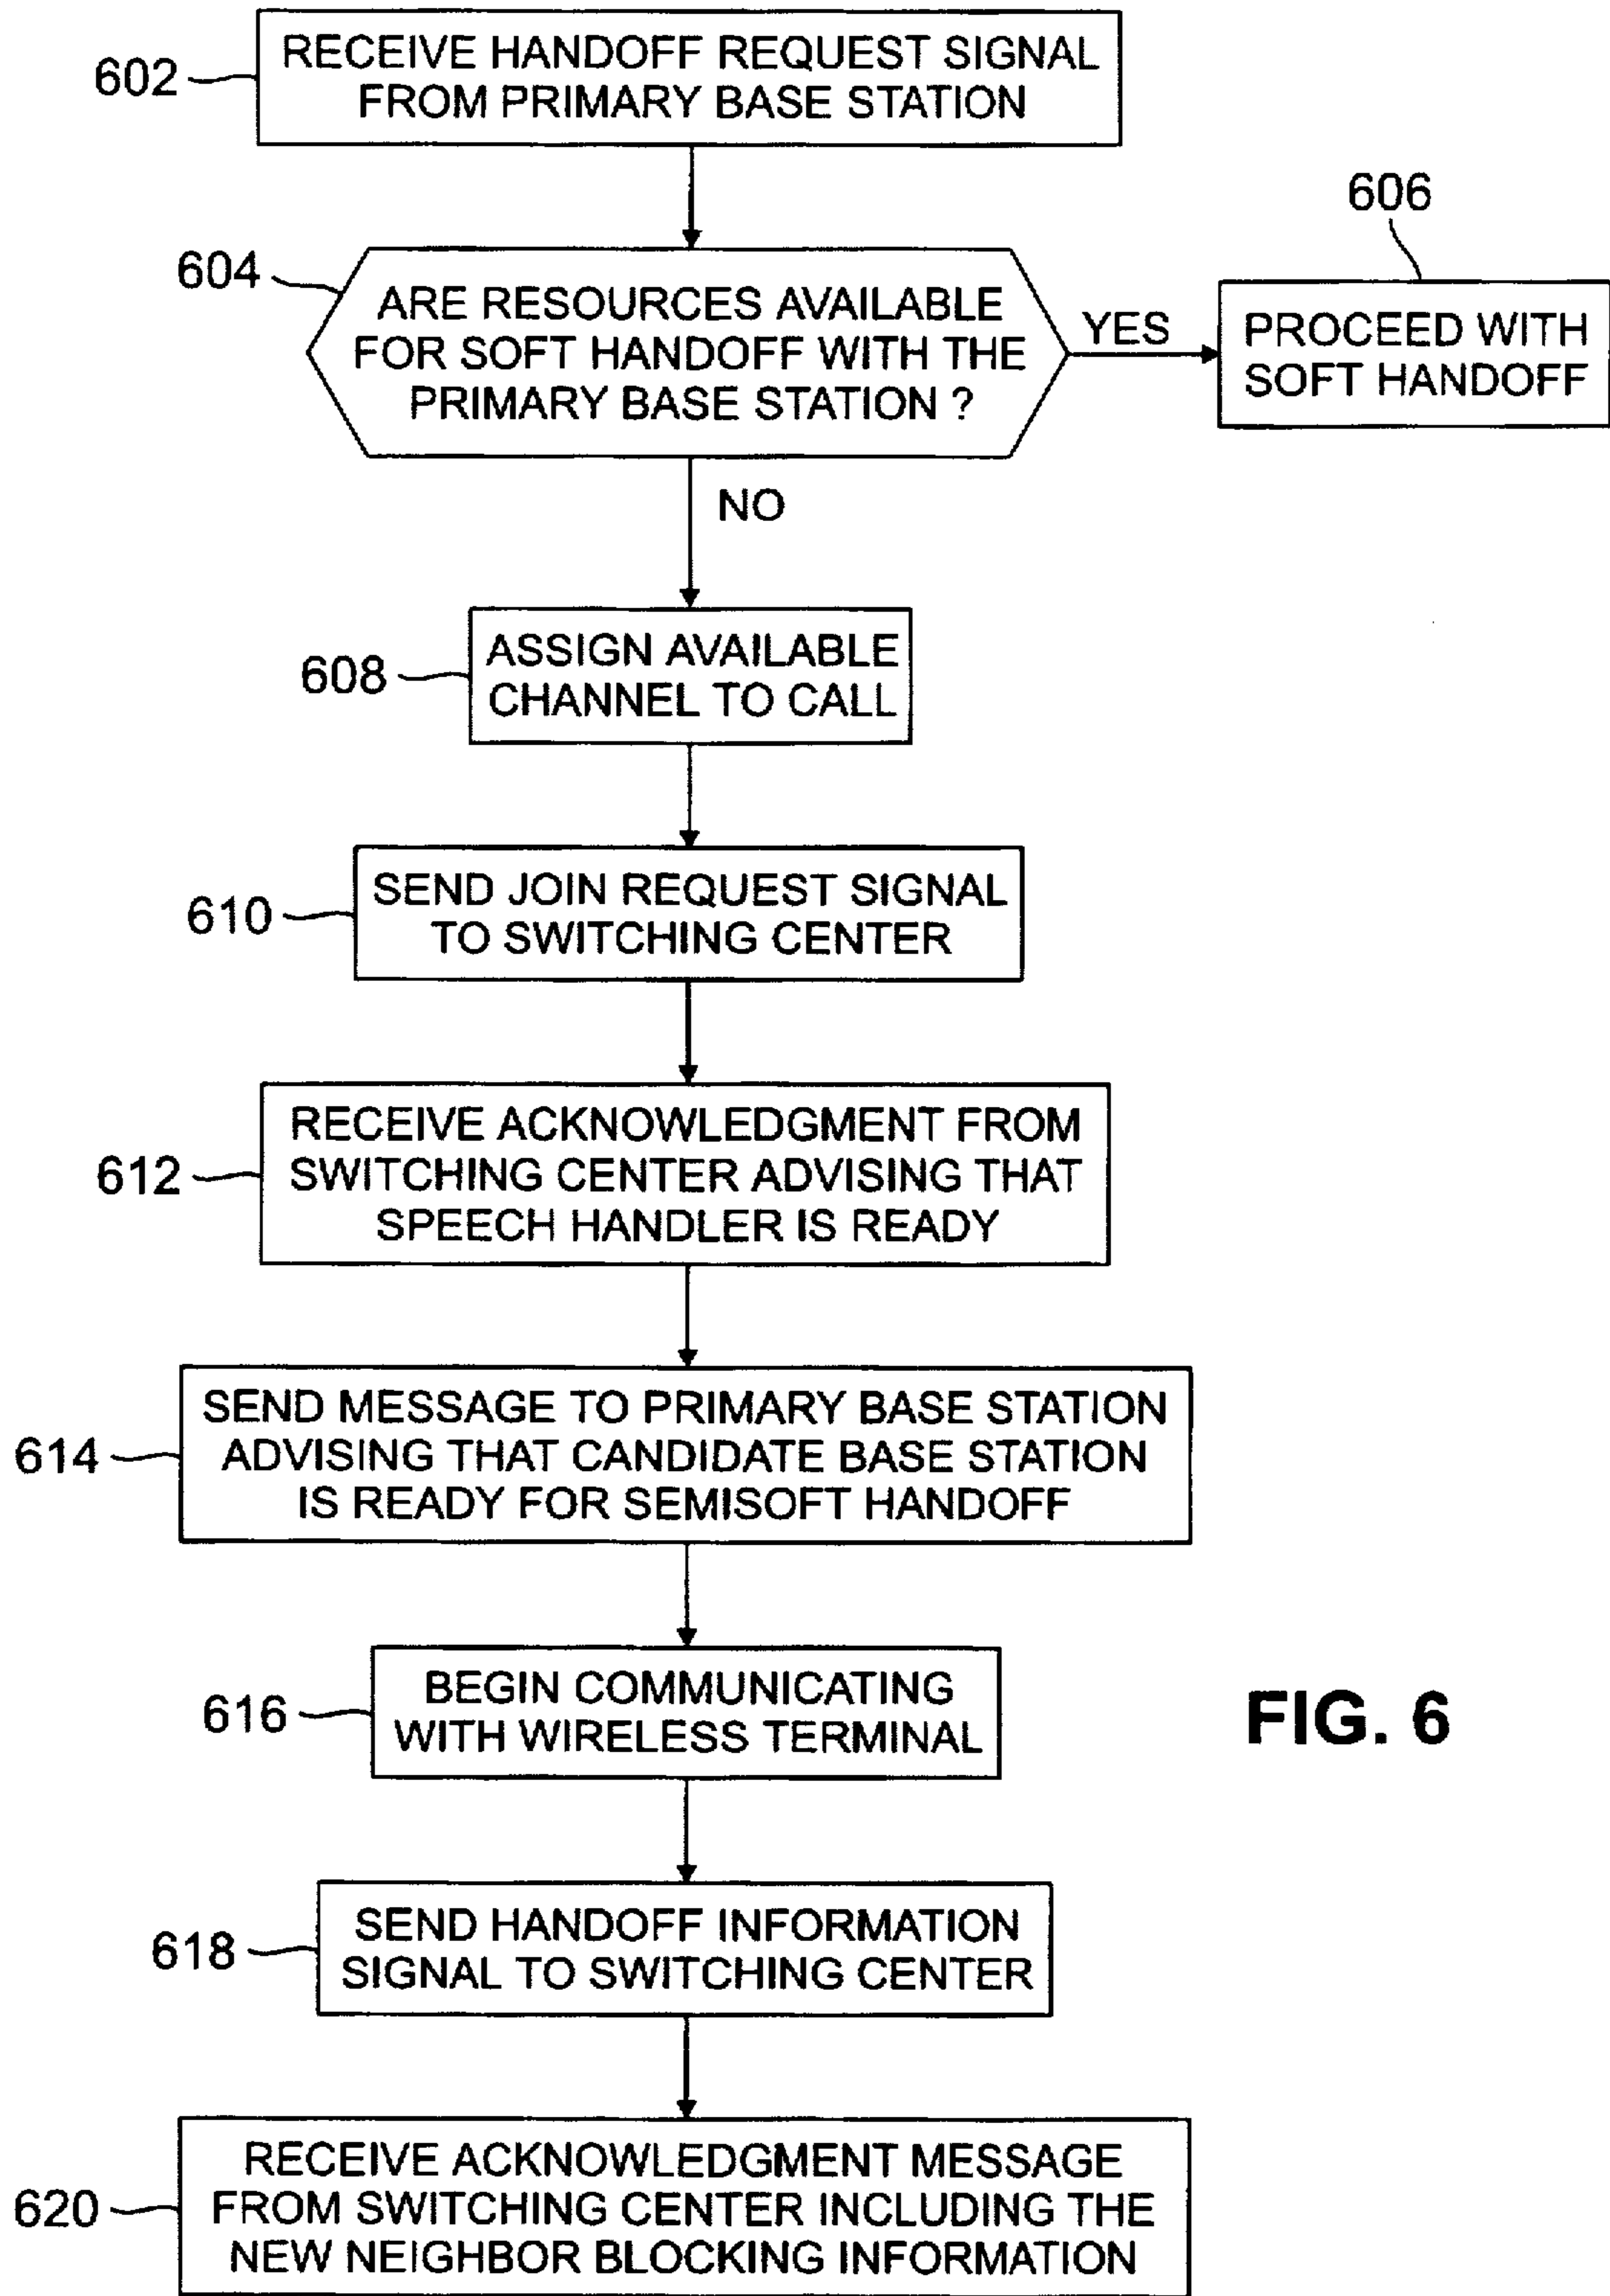 602
RECEIVE HANDOFF REQUEST SIGNAL
FROM PRIMARY BASE STATION
604
ARE RESOURCES AVAILABLE
FOR SOFT HANDOFF WITH THE
PRIMARY BASE STATION ?
YES
606
PROCEED WITH
SOFT HANDOFF
NO
608
ASSIGN AVAILABLE
CHANNEL TO CALL
610
SEND JOIN REQUEST SIGNAL
TO SWITCHING CENTER
612
RECEIVE ACKNOWLEDGMENT FROM
SWITCHING CENTER ADVISING THAT
SPEECH HANDLER IS READY
614
SEND MESSAGE TO PRIMARY BASE STATION
ADVISING THAT CANDIDATE BASE STATION
IS READY FOR SEMISOFT HANDOFF
616
BEGIN COMMUNICATING
WITH WIRELESS TERMINAL
FIG. 6
618
SEND HANDOFF INFORMATION
SIGNAL TO SWITCHING CENTER
620
RECEIVE ACKNOWLEDGMENT MESSAGE
FROM SWITCHING CENTER INCLUDING THE
NEW NEIGHBOR BLOCKING INFORMATION